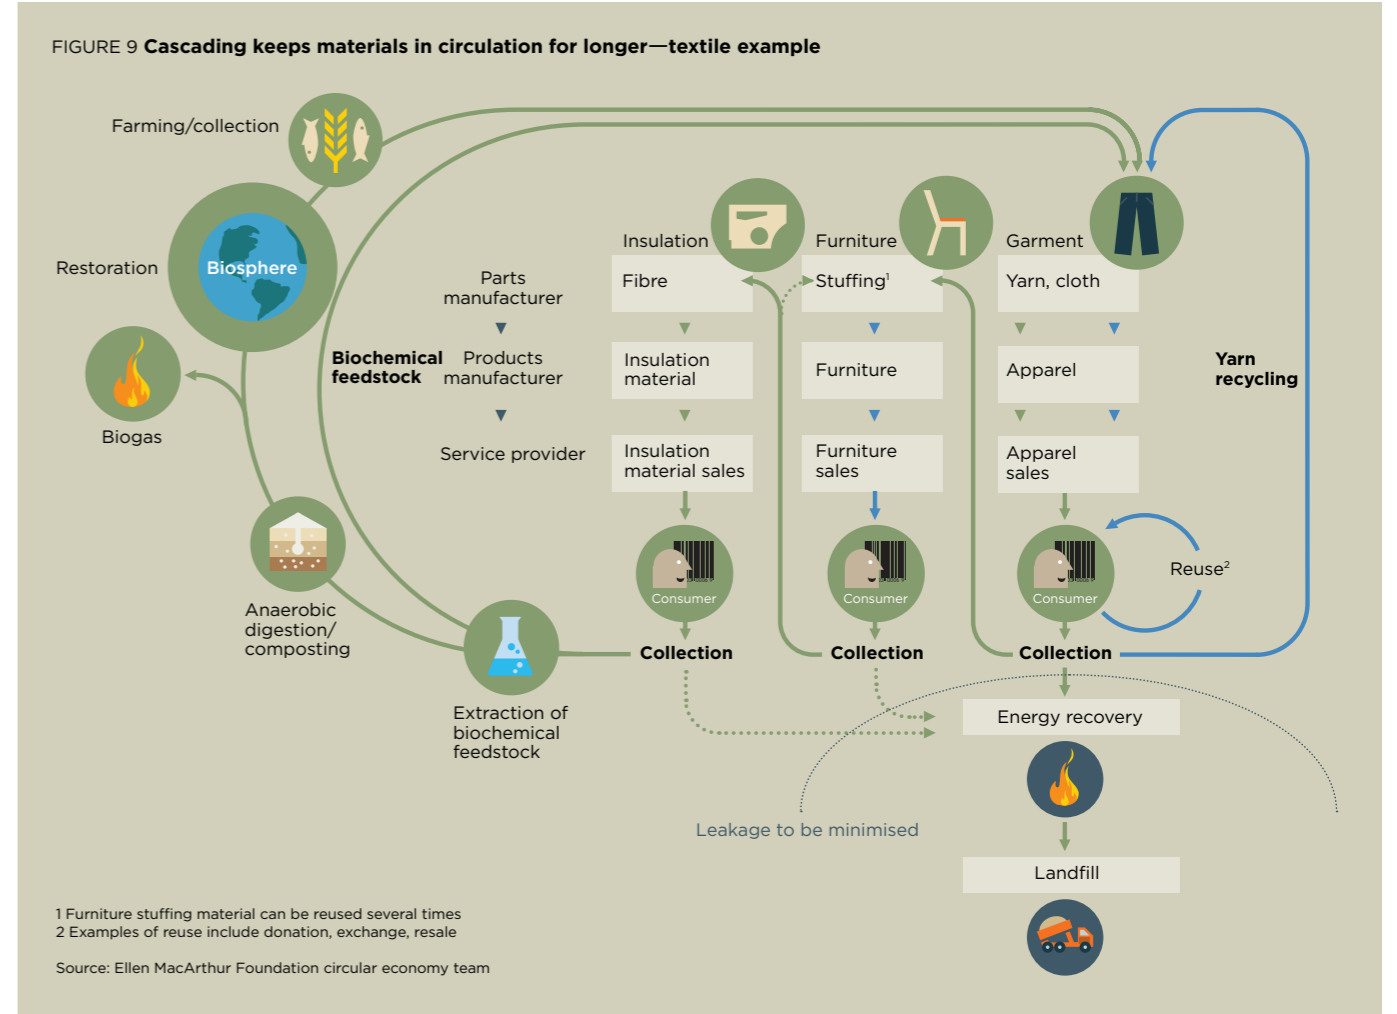 FIGURE 9 Cascading keeps materials in circulation for longer—textile example
Farming/collection
Restoration
Biosphere
Biogas
Anaerobic
digestion/
composting
Extraction of
biochemical
feedstock
Biochemical
feedstock
Parts
manufacturer
Products
manufacturer
Service provider
Insulation
Fibre
Insulation
material
Insulation
material sales
Consumer
Collection
Furniture
Stuffing¹
Furniture
Furniture
sales
Consumer
Collection
Garment
Yarn, cloth
Apparel
Apparel
sales
Consumer
Collection
Reuse²
Yarn
recycling
Energy recovery
Leakage to be minimised
Landfill
1 Furniture stuffing material can be reused several times
2 Examples of reuse include donation, exchange, resale
Source: Ellen MacArthur Foundation circular economy team